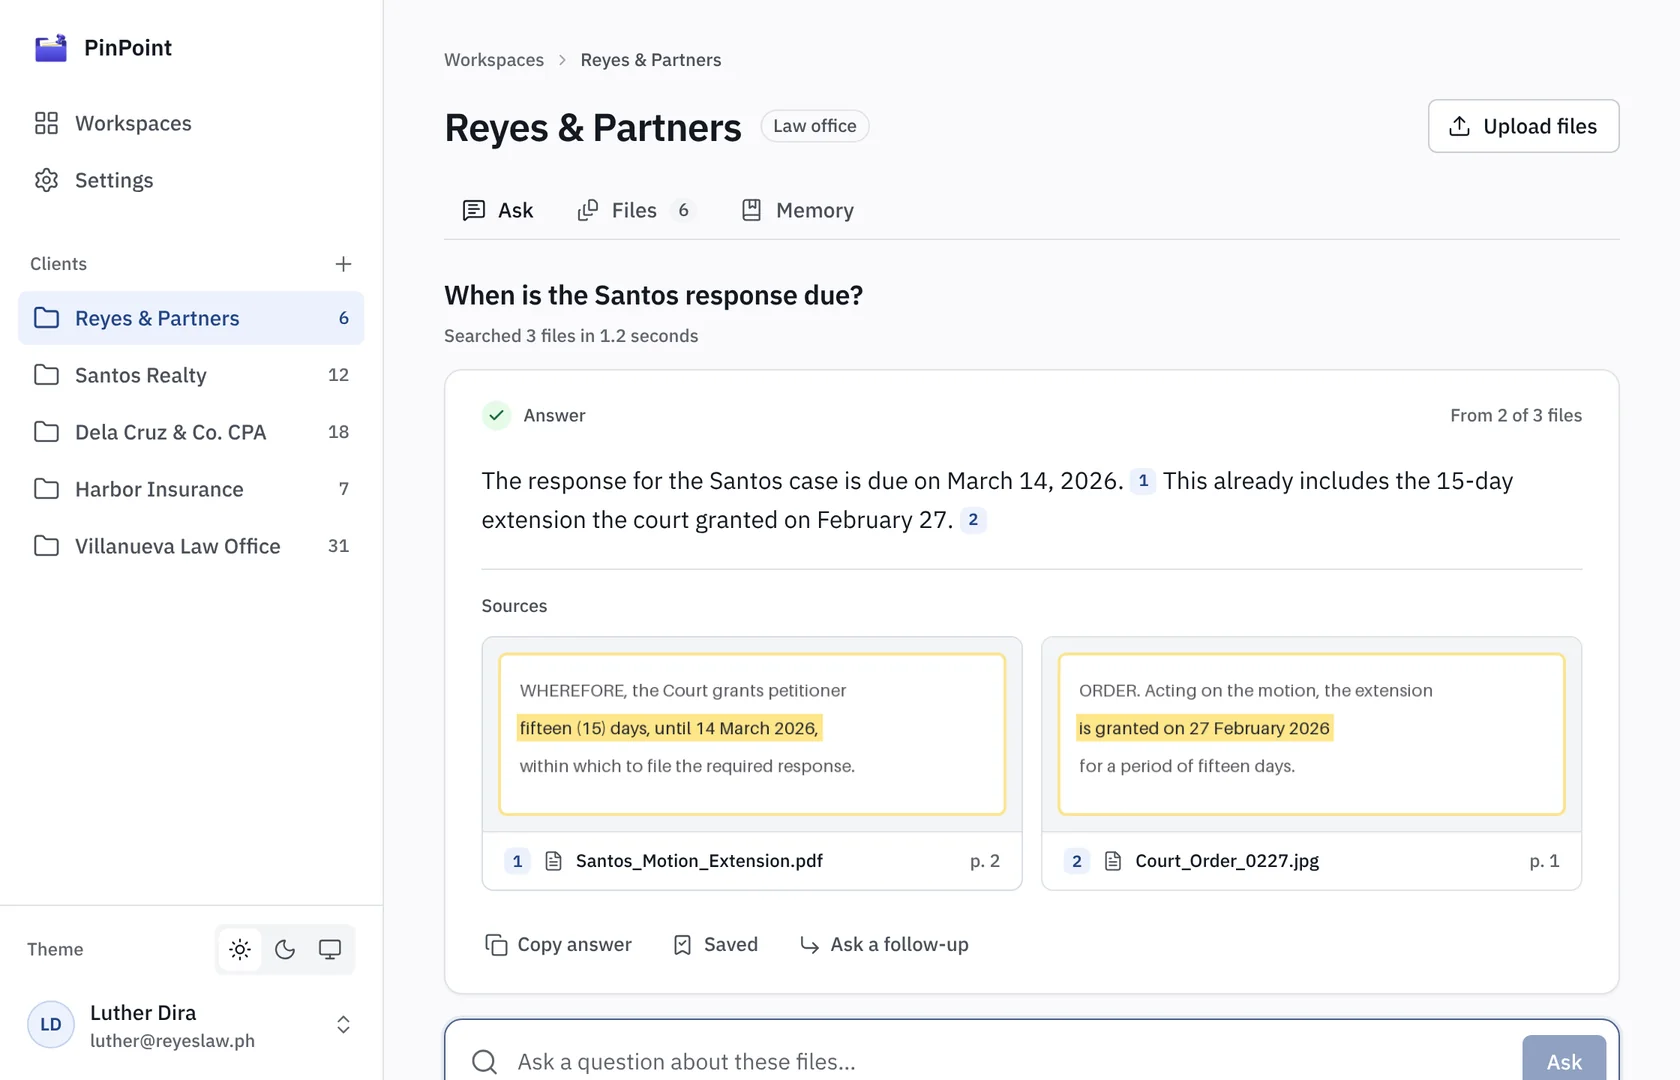 PinPoint
Workspaces
Settings
Clients
Reyes & Partners 6
Santos Realty 12
Dela Cruz & Co. CPA 18
Harbor Insurance 7
Villanueva Law Office 31
Theme
LD
Luther Dira
luther@reyeslaw.ph
Workspaces > Reyes & Partners
Reyes & Partners Law office
Upload files
Ask Files 6 Memory
When is the Santos response due?
Searched 3 files in 1.2 seconds
Answer From 2 of 3 files
The response for the Santos case is due on March 14, 2026. 1 This already includes the 15-day
extension the court granted on February 27. 2
Sources
WHEREFORE, the Court grants petitioner
fifteen (15) days, until 14 March 2026,
within which to file the required response.
1 Santos_Motion_Extension.pdf p. 2
ORDER. Acting on the motion, the extension
is granted on 27 February 2026
for a period of fifteen days.
2 Court_Order_0227.jpg p. 1
Copy answer Saved Ask a follow-up
Ask a question about these files... Ask